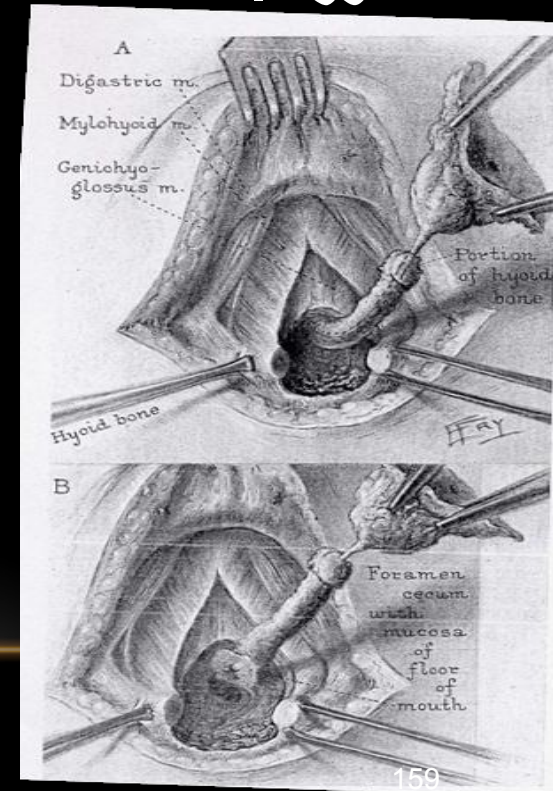 A
Digastric m.
Mylohyoid m.
Genichyo-
glossus m.
Portion
of hyoid
bone
Hyoid bone
FRY
B
Foramen
cecum
with
mucosa
of
floor
of
mouth
159